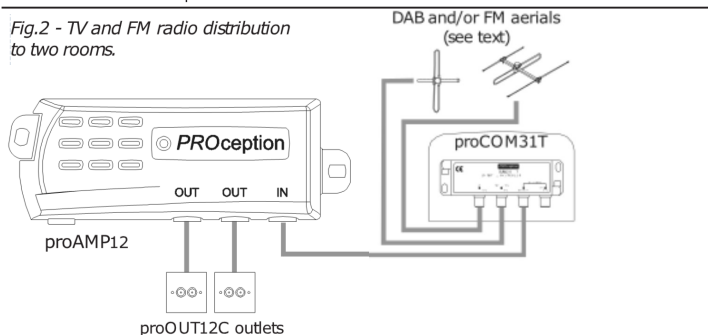 Fig.2 - TV and FM radio distribution
to two rooms.
DAB and/or FM aerials
(see text)
proCOM31T
PROception
OUT OUT IN
proAMP12
proOUT12C outlets